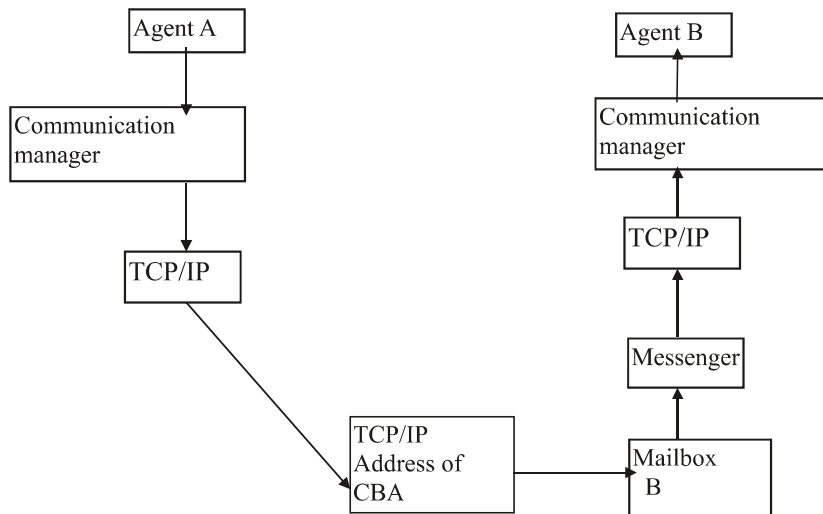 Agent A
Communication
manager
TCP/IP
TCP/IP
Address of
CBA
Mailbox
B
Messenger
TCP/IP
Communication
manager
Agent B